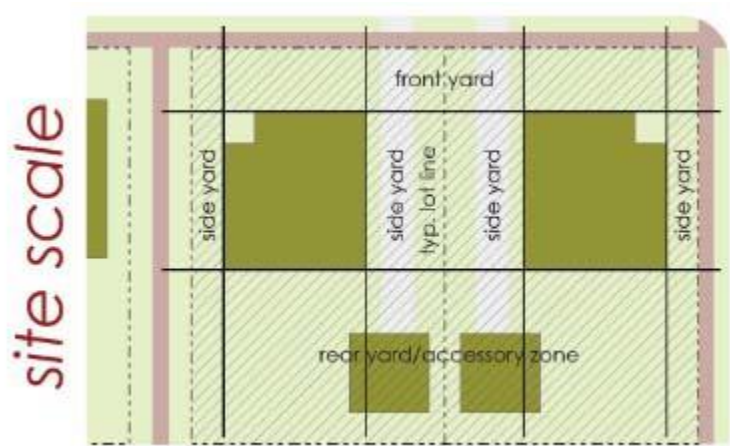 site scale
front yard
side yard
side yard
typ. lot line
side yard
side yard
rear yard/accessory zone